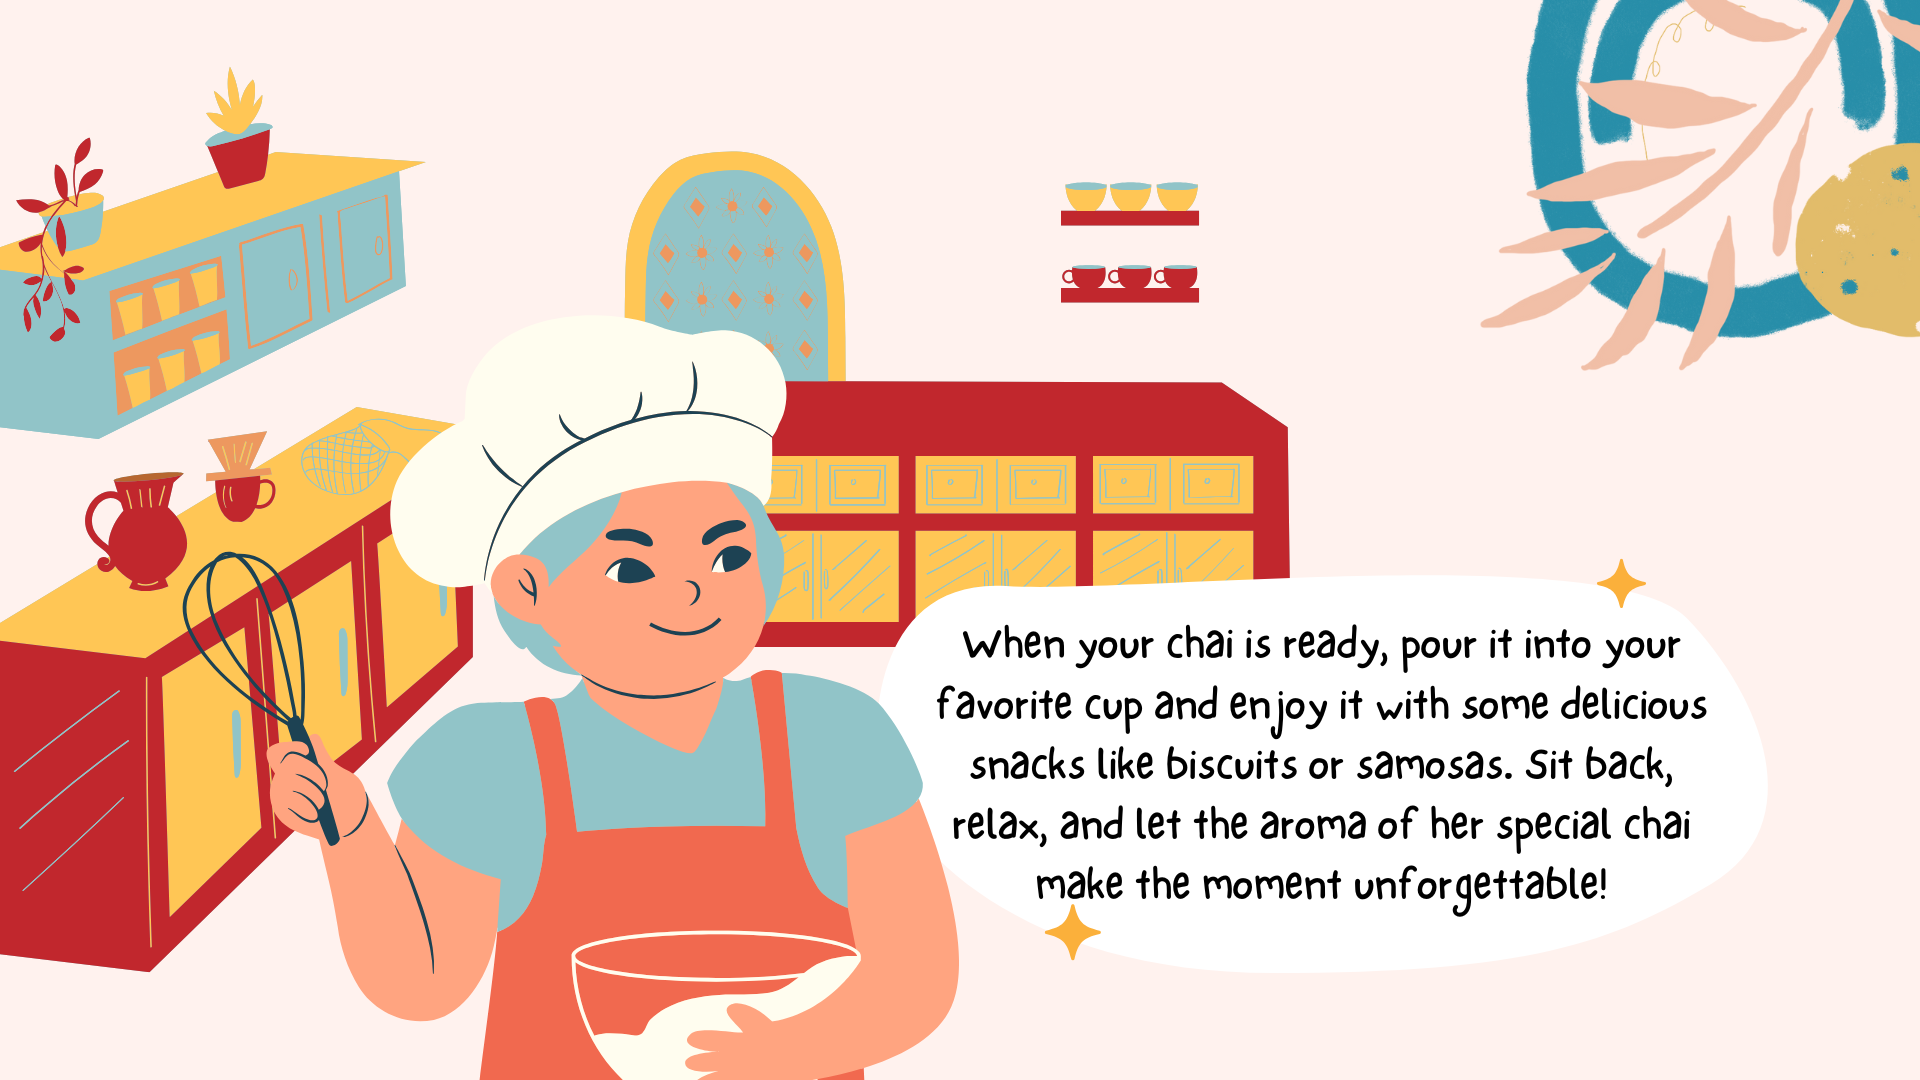 When your chai is ready, pour it into your
favorite cup and enjoy it with some delicious
snacks like biscuits or samosas. Sit back,
relax, and let the aroma of her special chai
make the moment unforgettable!